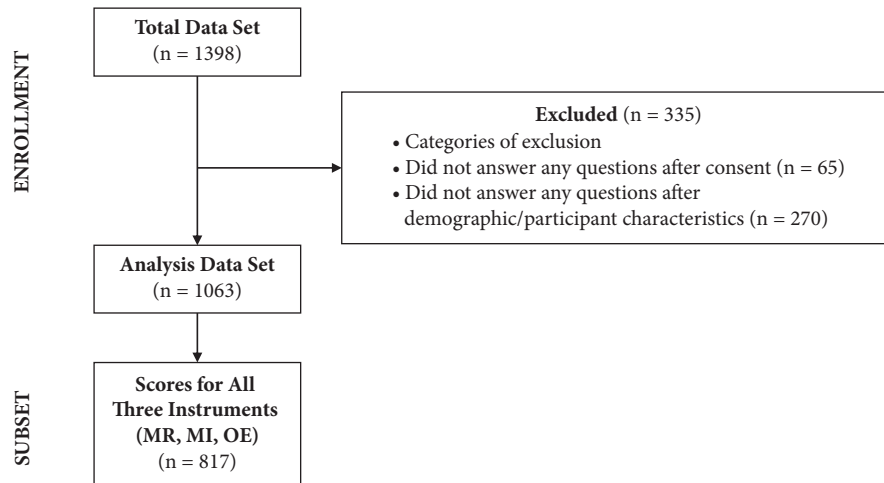 ENROLLMENT
Total Data Set
(n = 1398)
Excluded (n = 335)
• Categories of exclusion
• Did not answer any questions after consent (n = 65)
• Did not answer any questions after
demographic/participant characteristics (n = 270)
Analysis Data Set
(n = 1063)
SUBSET
Scores for All
Three Instruments
(MR, MI, OE)
(n = 817)